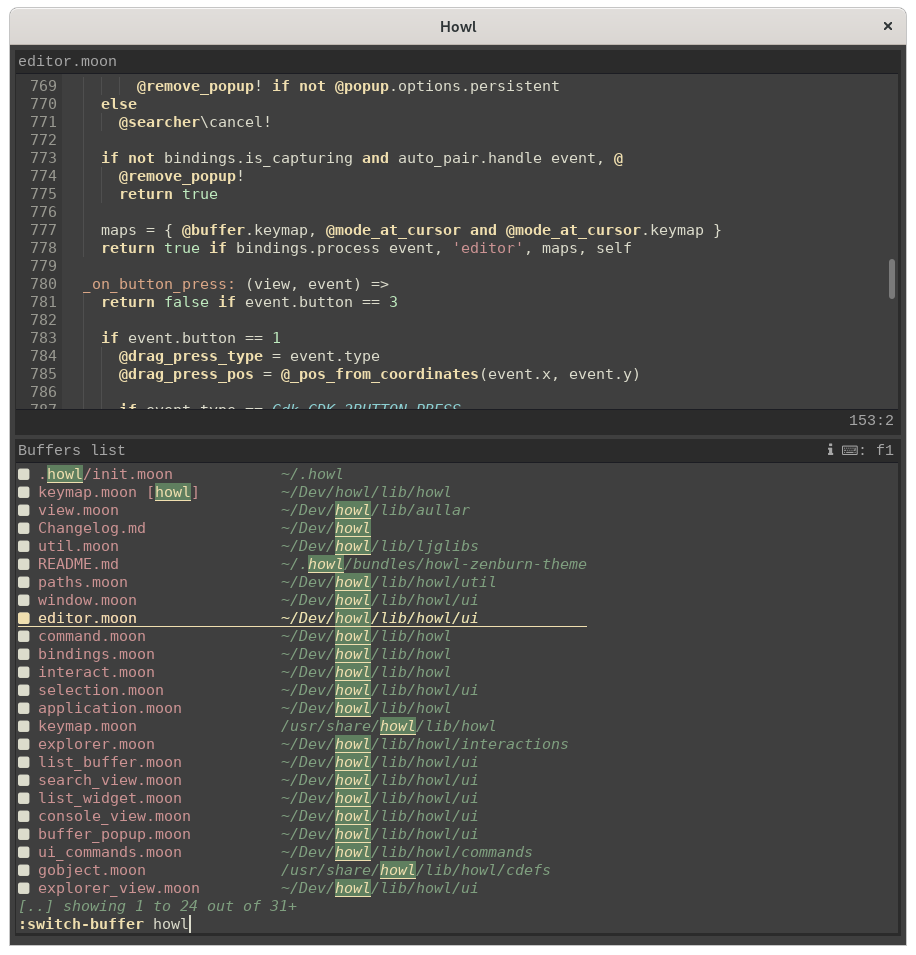 Howl ×
editor.moon
769 @remove_popup! if not @popup.options.persistent
770 else
771 @searcher\cancel!
772
773 if not bindings.is_capturing and auto_pair.handle event, @
774 @remove_popup!
775 return true
776
777 maps = { @buffer.keymap, @mode_at_cursor and @mode_at_cursor.keymap }
778 return true if bindings.process event, 'editor', maps, self
779
780 _on_button_press: (view, event) =>
781 return false if event.button == 3
782
783 if event.button == 1
784 @drag_press_type = event.type
785 @drag_press_pos = @_pos_from_coordinates(event.x, event.y)
786
787 if event.type == Gdk.GDK_2BUTTON_PRESS
153:2
Buffers list ℹ ⌨: f1
.howl/init.moon ~/.howl
keymap.moon [howl] ~/Dev/howl/lib/howl
view.moon ~/Dev/howl/lib/aullar
Changelog.md ~/Dev/howl
util.moon ~/Dev/howl/lib/ljglibs
README.md ~/.howl/bundles/howl-zenburn-theme
paths.moon ~/Dev/howl/lib/howl/util
window.moon ~/Dev/howl/lib/howl/ui
editor.moon ~/Dev/howl/lib/howl/ui
command.moon ~/Dev/howl/lib/howl
bindings.moon ~/Dev/howl/lib/howl
interact.moon ~/Dev/howl/lib/howl
selection.moon ~/Dev/howl/lib/howl/ui
application.moon ~/Dev/howl/lib/howl
keymap.moon /usr/share/howl/lib/howl
explorer.moon ~/Dev/howl/lib/howl/interactions
list_buffer.moon ~/Dev/howl/lib/howl/ui
search_view.moon ~/Dev/howl/lib/howl/ui
list_widget.moon ~/Dev/howl/lib/howl/ui
console_view.moon ~/Dev/howl/lib/howl/ui
buffer_popup.moon ~/Dev/howl/lib/howl/ui
ui_commands.moon ~/Dev/howl/lib/howl/commands
gobject.moon /usr/share/howl/lib/howl/cdefs
explorer_view.moon ~/Dev/howl/lib/howl/ui
[..] showing 1 to 24 out of 31+
:switch-buffer howl